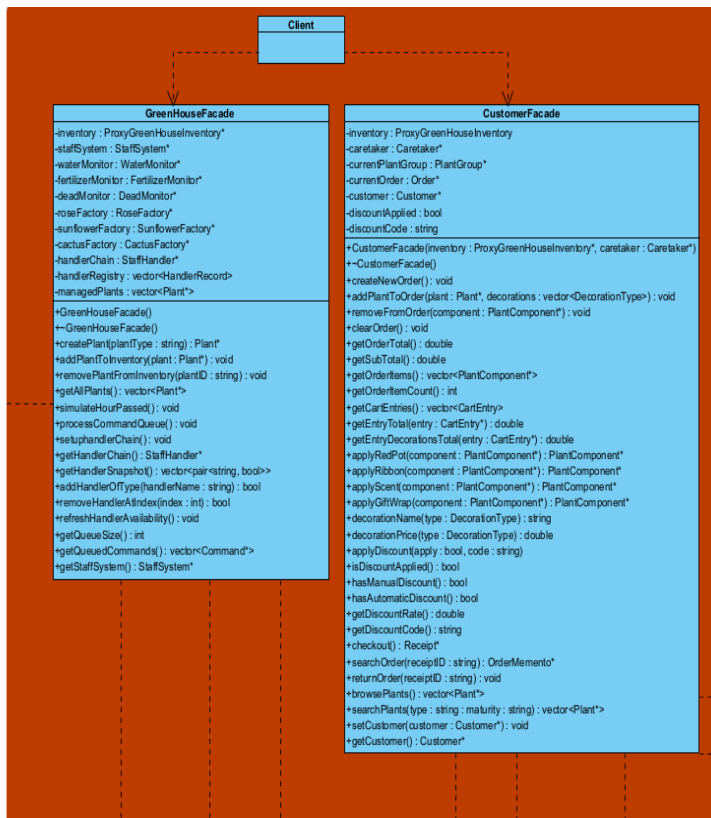 Client
GreenHouseFacade
-inventory : ProxyGreenHouseInventory*
-staffSystem : StaffSystem*
-waterMonitor : WaterMonitor*
-fertilizerMonitor : FertilizerMonitor*
-deadMonitor : DeadMonitor*
-roseFactory : RoseFactory*
-sunflowerFactory : SunflowerFactory*
-cactusFactory : CactusFactory*
-handlerChain : StaffHandler*
-handlerRegistry : vector<HandlerRecord>
-managedPlants : vector<Plant*>
+GreenHouseFacade()
+~GreenHouseFacade()
+createPlant(plantType : string) : Plant*
+addPlantToInventory(plant : Plant*) : void
+removePlantFromInventory(plantID : string) : void
+getAllPlants() : vector<Plant*>
+simulateHourPassed() : void
+processCommandQueue() : void
+setuphandlerChain() : void
+getHandlerChain() : StaffHandler*
+getHandlerSnapshot() : vector<pair<string, bool>>
+addHandlerOfType(handlerName : string) : bool
+removeHandlerAtIndex(index : int) : bool
+refreshHandlerAvailability() : void
+getQueueSize() : int
+getQueuedCommands() : vector<Command*>
+getStaffSystem() : StaffSystem*
CustomerFacade
-inventory : ProxyGreenHouseInventory
-caretaker : Caretaker*
-currentPlantGroup : PlantGroup*
-currentOrder : Order*
-customer : Customer*
-discountApplied : bool
-discountCode : string
+CustomerFacade(inventory : ProxyGreenHouseInventory*, caretaker : Caretaker*)
+~CustomerFacade()
+createNewOrder() : void
+addPlantToOrder(plant : Plant*, decorations : vector<DecorationType>) : void
+removeFromOrder(component : PlantComponent*) : void
+clearOrder() : void
+getOrderTotal() : double
+getSubTotal() : double
+getOrderItems() : vector<PlantComponent*>
+getOrderItemCount() : int
+getCartEntries() : vector<CartEntry>
+getEntryTotal(entry : CartEntry*) : double
+getEntryDecorationsTotal(entry : CartEntry*) : double
+applyRedPot(component : PlantComponent*) : PlantComponent*
+applyRibbon(component : PlantComponent*) : PlantComponent*
+applyScent(component : PlantComponent*) : PlantComponent*
+applyGiftWrap(component : PlantComponent*) : PlantComponent*
+decorationName(type : DecorationType) : string
+decorationPrice(type : DecorationType) : double
+applyDiscount(apply : bool, code : string)
+isDiscountApplied() : bool
+hasManualDiscount() : bool
+hasAutomaticDiscount() : bool
+getDiscountRate() : double
+getDiscountCode() : string
+checkout() : Receipt*
+searchOrder(receiptID : string) : OrderMemento*
+returnOrder(receiptID : string) : void
+browsePlants() : vector<Plant*>
+searchPlants(type : string : maturity : string) : vector<Plant*>
+setCustomer(customer : Customer*) : void
+getCustomer() : Customer*